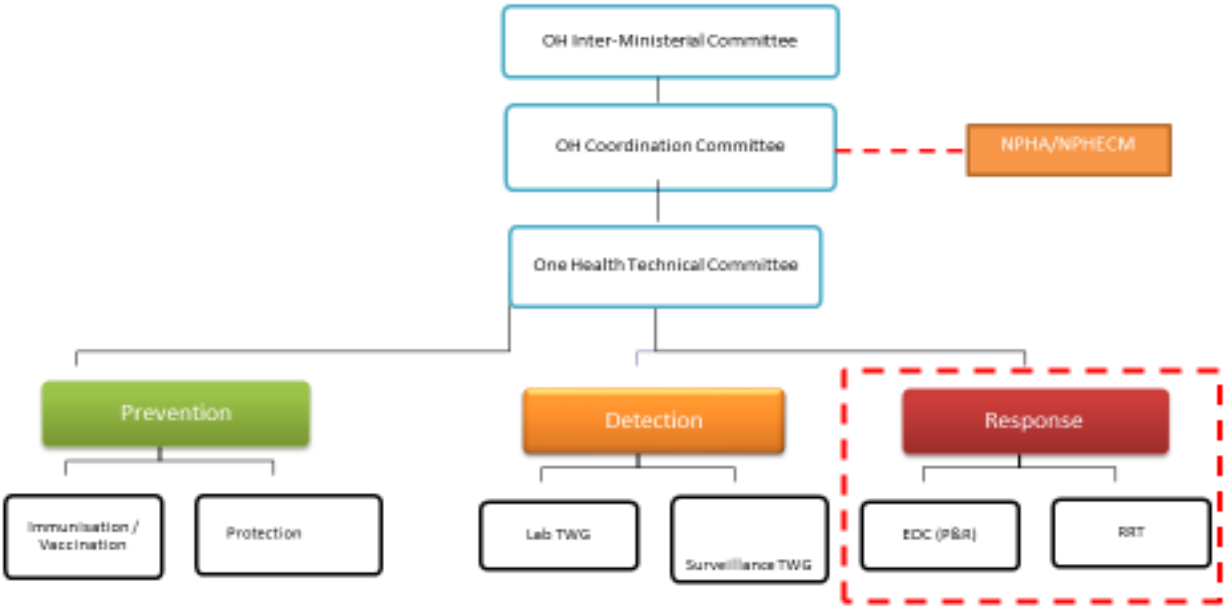 OH Inter-Ministerial Committee
OH Coordination Committee
NPHA/NPHECM
One Health Technical Committee
Prevention
Detection
Response
Immunisation /
Vaccination
Protection
Lab TWG
Surveillance TWG
EOC (P&R)
RRT